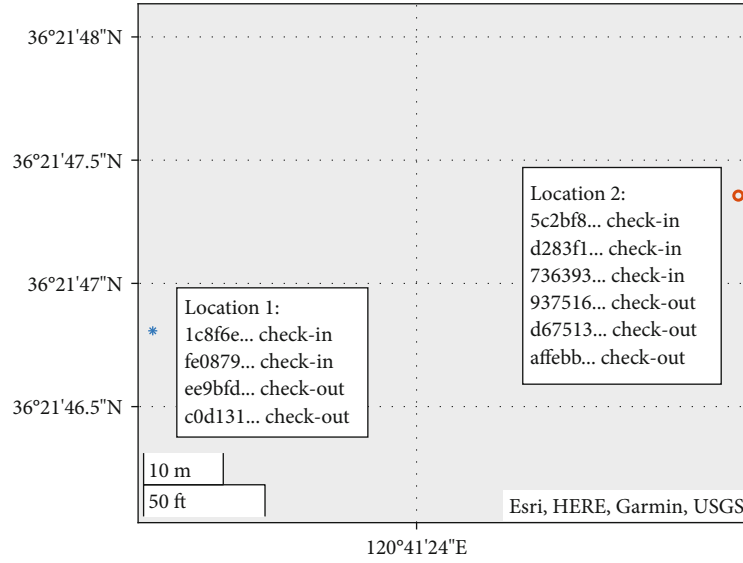 36°21'48"N
36°21'47.5"N
36°21'47"N
36°21'46.5"N
Location 2:
5c2bf8... check-in
d283f1... check-in
736393... check-in
937516... check-out
d67513... check-out
affebb... check-out
Location 1:
1c8f6e... check-in
fe0879... check-in
ee9bfd... check-out
c0d131... check-out
10 m
50 ft
Esri, HERE, Garmin, USGS
120°41'24"E